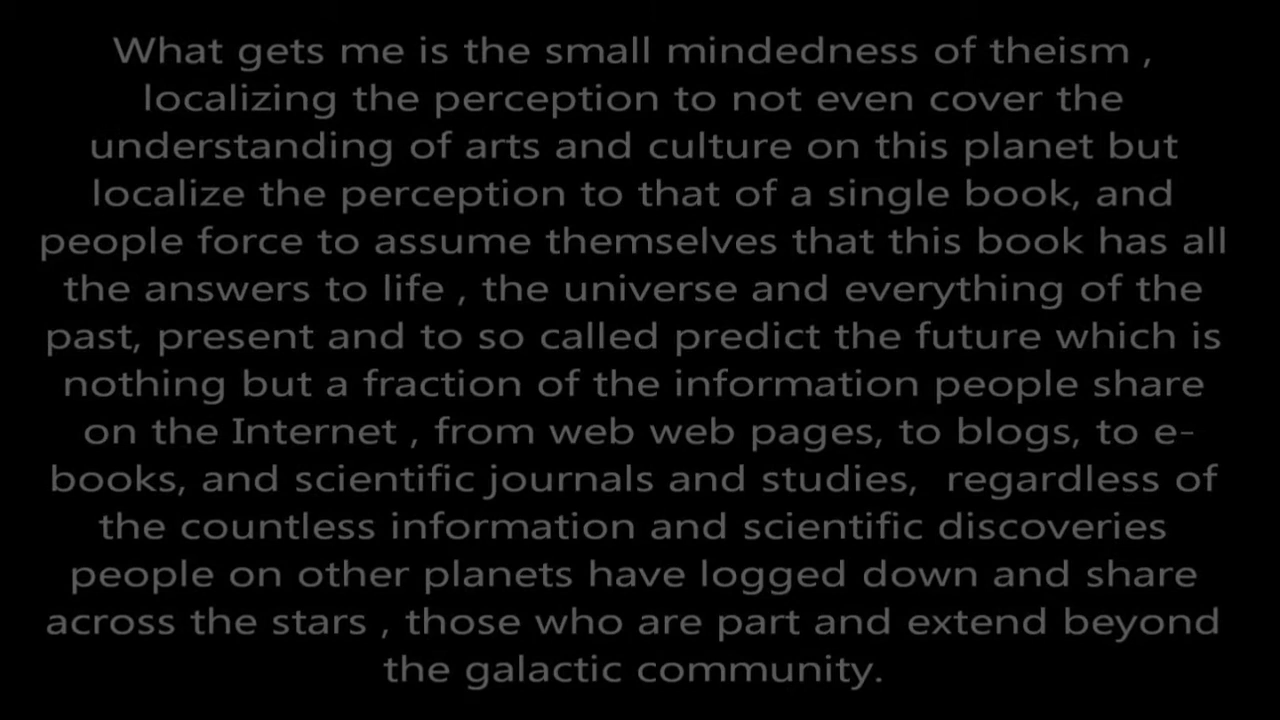 What gets me is the small mindedness of theism ,
localizing the perception to not even cover the
understanding of arts and culture on this planet but
localize the perception to that of a single book, and
people force to assume themselves that this book has all
the answers to life , the universe and everything of the
past, present and to so called predict the future which is
nothing but a fraction of the information people share
on the Internet , from web web pages, to blogs, to e-
books, and scientific journals and studies,  regardless of
the countless information and scientific discoveries
people on other planets have logged down and share
across the stars , those who are part and extend beyond
the galactic community.